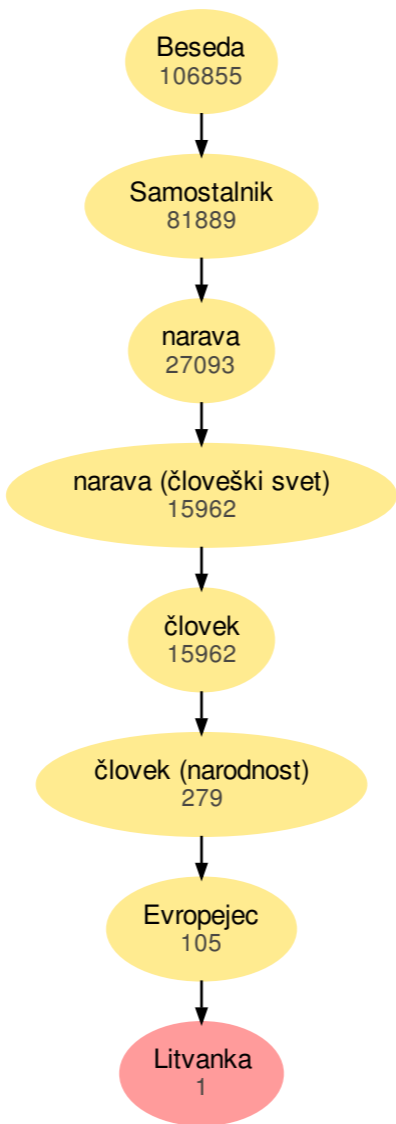 Beseda
106855
Samostalnik
81889
narava
27093
narava (človeški svet)
15962
človek
15962
človek (narodnost)
279
Evropejec
105
Litvanka
1